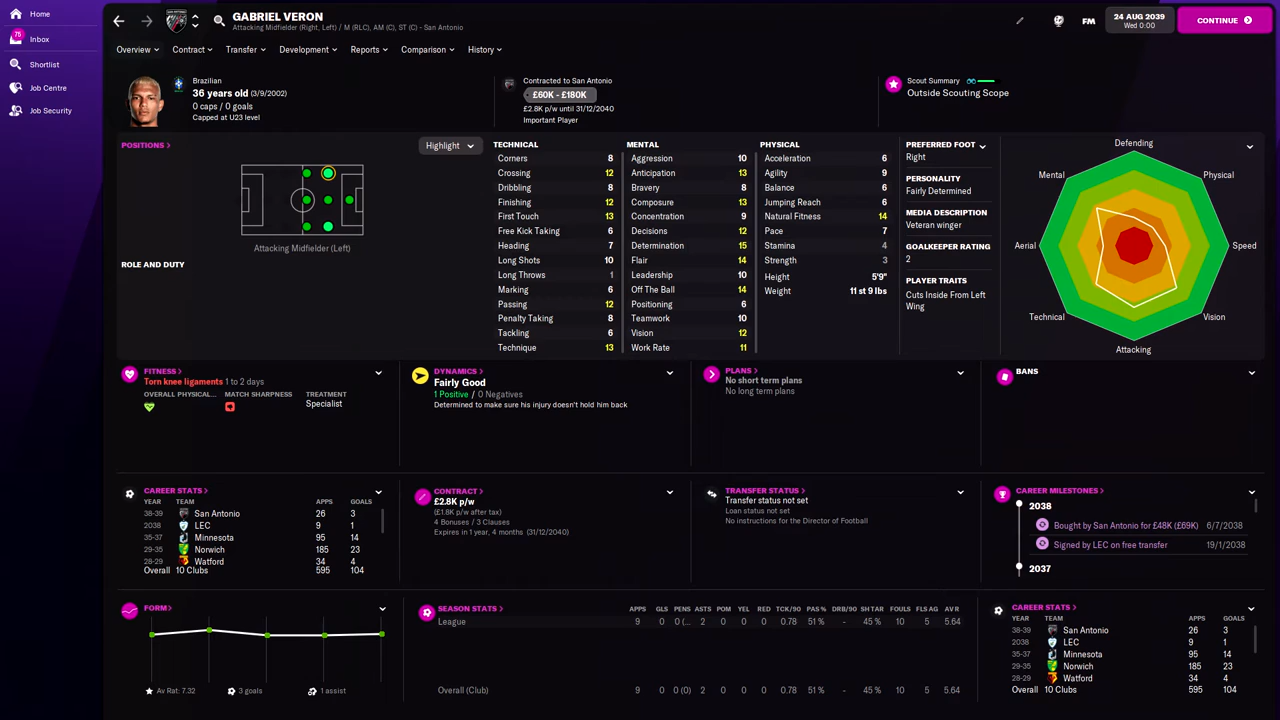 Home
Inbox
75
Shortlist
Job Centre
Job Security
GABRIEL VERON
Attacking Midfielder (Right, Left) / M (RLC), AM (C), ST (C) - San Antonio
FM
24 AUG 2039
Wed 0:00
CONTINUE
Overview
Contract
Transfer
Development
Reports
Comparison
History
Brazilian
36 years old (3/9/2002)
0 caps / 0 goals
Capped at U23 level
Contracted to San Antonio
£60K - £180K
£2.8K p/w until 31/12/2040
Important Player
Scout Summary
Outside Scouting Scope
POSITIONS
Highlight
Attacking Midfielder (Left)
ROLE AND DUTY
TECHNICAL
Corners 8
Crossing 12
Dribbling 8
Finishing 12
First Touch 13
Free Kick Taking 6
Heading 7
Long Shots 10
Long Throws 1
Marking 6
Passing 12
Penalty Taking 8
Tackling 6
Technique 13
MENTAL
Aggression 10
Anticipation 13
Bravery 8
Composure 13
Concentration 9
Decisions 12
Determination 15
Flair 14
Leadership 10
Off The Ball 14
Positioning 6
Teamwork 10
Vision 12
Work Rate 11
PHYSICAL
Acceleration 6
Agility 9
Balance 6
Jumping Reach 6
Natural Fitness 14
Pace 7
Stamina 4
Strength 3
Height 5'9"
Weight 11 st 9 lbs
PREFERRED FOOT
Right
PERSONALITY
Fairly Determined
MEDIA DESCRIPTION
Veteran winger
GOALKEEPER RATING
2
PLAYER TRAITS
Cuts Inside From Left
Wing
Defending
Mental
Physical
Aerial
Speed
Technical
Vision
Attacking
FITNESS
Torn knee ligaments 1 to 2 days
OVERALL PHYSICAL... MATCH SHARPNESS TREATMENT
Specialist
DYNAMICS
Fairly Good
1 Positive / 0 Negatives
Determined to make sure his injury doesn't hold him back
PLANS
No short term plans
No long term plans
BANS
CAREER STATS
YEAR TEAM APPS GOALS
38-39 San Antonio 26 3
2038 LEC 9 1
35-37 Minnesota 95 14
29-35 Norwich 185 23
28-29 Watford 34 4
Overall 10 Clubs 595 104
CONTRACT
£2.8K p/w
(£1.8K p/w after tax)
4 Bonuses / 3 Clauses
Expires in 1 year, 4 months (31/12/2040)
TRANSFER STATUS
Transfer status not set
Loan status not set
No instructions for the Director of Football
CAREER MILESTONES
2038
Bought by San Antonio for £48K (£69K) 6/7/2038
Signed by LEC on free transfer 19/1/2038
2037
FORM
Av Rat: 7.32 3 goals 1 assist
SEASON STATS APPS GLS PENS ASTS POM YEL RED TCK/90 PAS % DRB/90 SH TAR FOULS FLS AG AV R
League 9 0 0 (... 2 0 0 0 0.78 51 % - 45 % 10 5 5.64
Overall (Club) 9 0 0 (0) 2 0 0 0 0.78 51 % - 45 % 10 5 5.64
CAREER STATS
YEAR TEAM APPS GOALS
38-39 San Antonio 26 3
2038 LEC 9 1
35-37 Minnesota 95 14
29-35 Norwich 185 23
28-29 Watford 34 4
Overall 10 Clubs 595 104